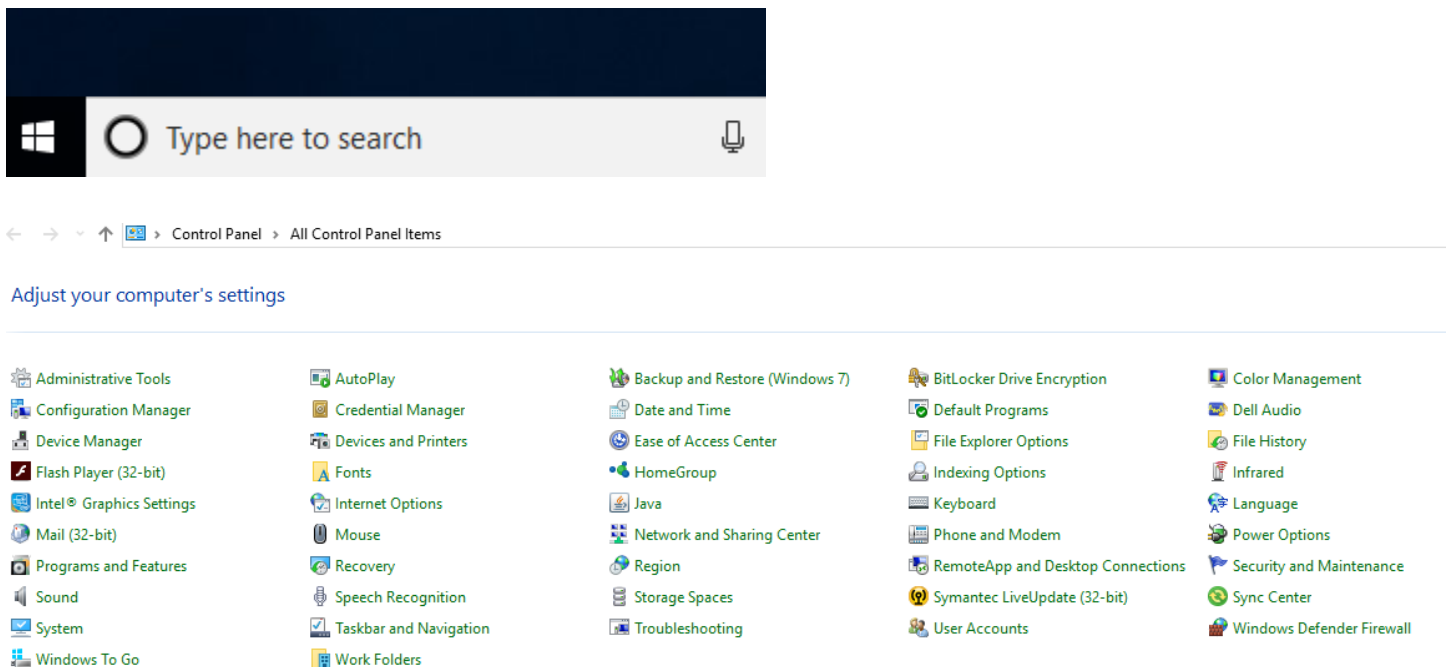 Type here to search
Control Panel > All Control Panel Items
Adjust your computer's settings
Administrative Tools AutoPlay Backup and Restore (Windows 7) BitLocker Drive Encryption Color Management
Configuration Manager Credential Manager Date and Time Default Programs Dell Audio
Device Manager Devices and Printers Ease of Access Center File Explorer Options File History
Flash Player (32-bit) Fonts HomeGroup Indexing Options Infrared
Intel® Graphics Settings Internet Options Java Keyboard Language
Mail (32-bit) Mouse Network and Sharing Center Phone and Modem Power Options
Programs and Features Recovery Region RemoteApp and Desktop Connections Security and Maintenance
Sound Speech Recognition Storage Spaces Symantec LiveUpdate (32-bit) Sync Center
System Taskbar and Navigation Troubleshooting User Accounts Windows Defender Firewall
Windows To Go Work Folders